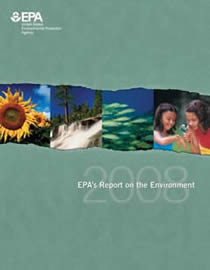 EPA
United States
Environmental Protection
Agency
2008
EPA's Report on the Environment